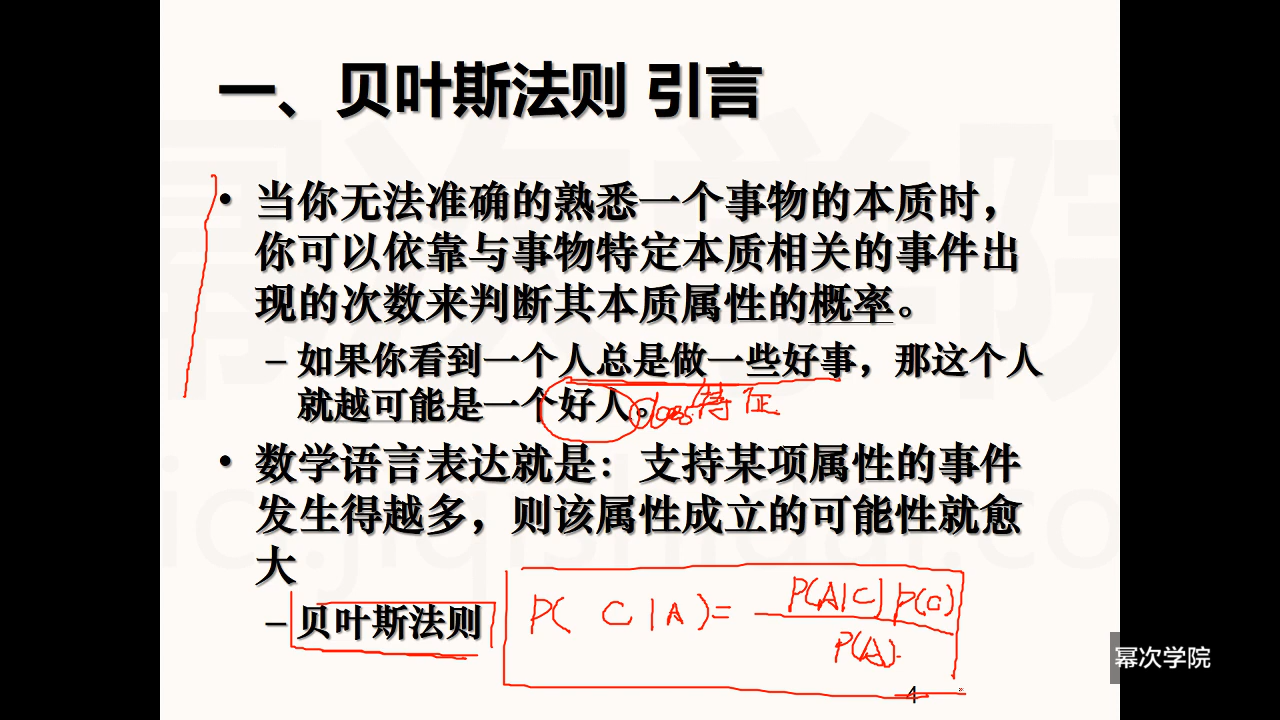 一、贝叶斯法则 引言
• 当你无法准确的熟悉一个事物的本质时，
你可以依靠与事物特定本质相关的事件出
现的次数来判断其本质属性的概率。
– 如果你看到一个人总是做一些好事，那这个人
就越可能是一个好人。
class 特征
• 数学语言表达就是：支持某项属性的事件
发生得越多，则该属性成立的可能性就愈
大
– 贝叶斯法则
P(A|C) P(C)
P( C|A)=
P(A).
幂次学院
4